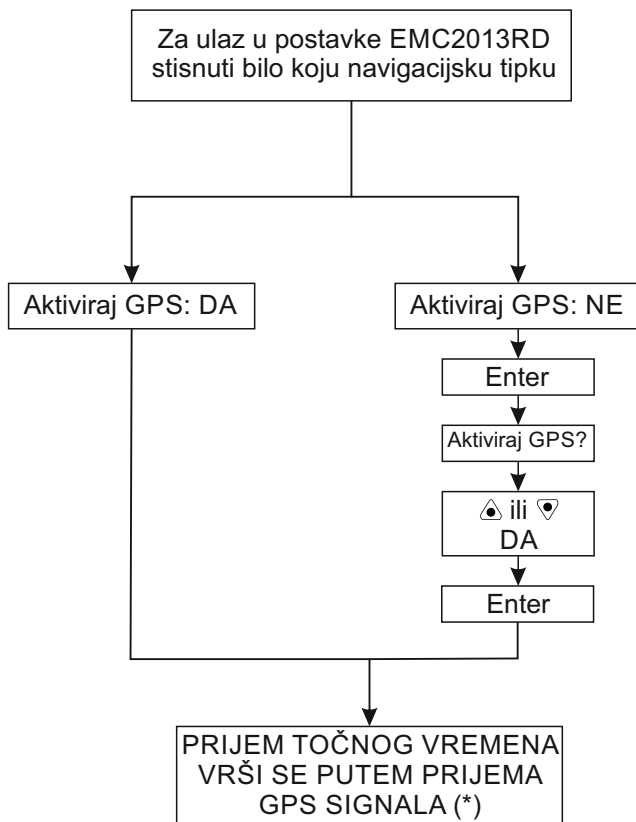 Za ulaz u postavke EMC2013RD
stisnuti bilo koju navigacijsku tipku
Aktiviraj GPS: DA
Aktiviraj GPS: NE
Enter
Aktiviraj GPS?
ili
DA
Enter
PRIJEM TOČNOG VREMENA
VRŠI SE PUTEM PRIJEMA
GPS SIGNALA (*)